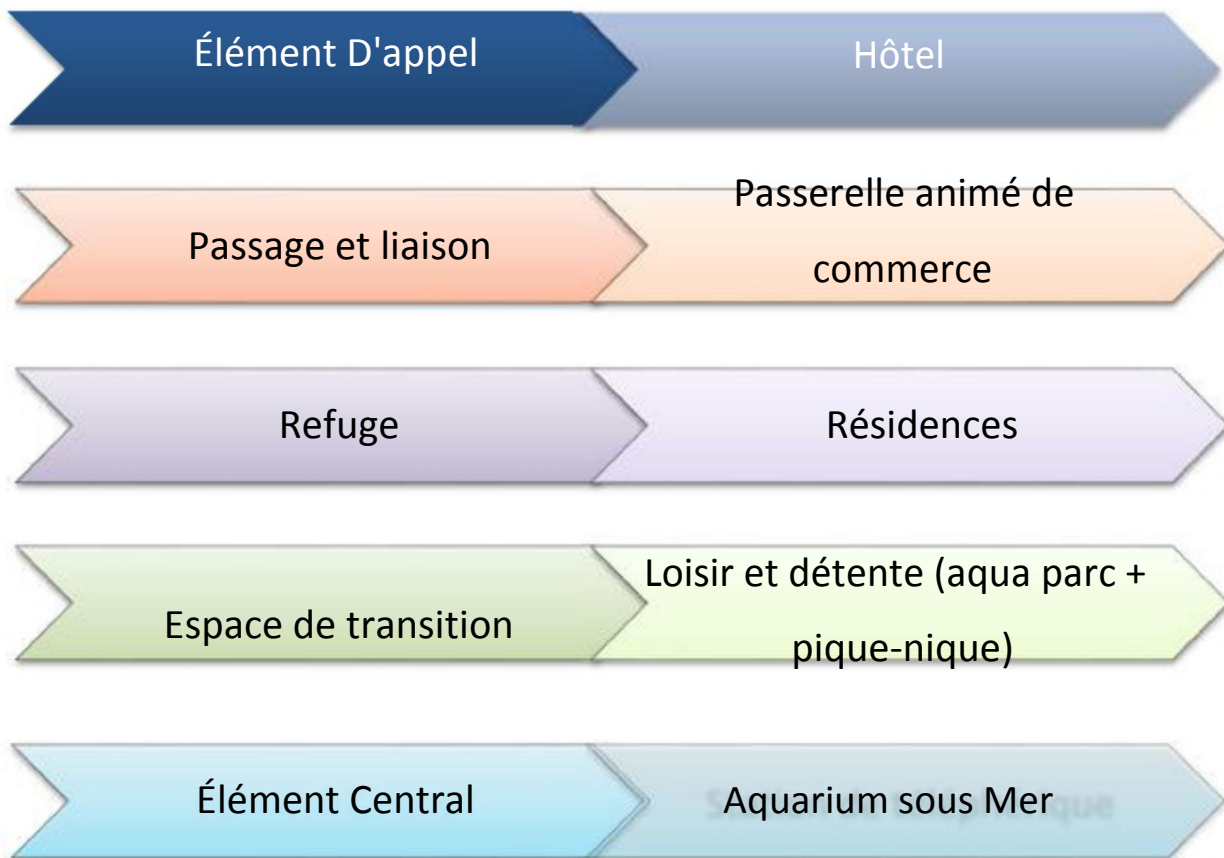 Élément D'appel
Hôtel
Passage et liaison
Passerelle animé de
commerce
Refuge
Résidences
Espace de transition
Loisir et détente (aqua parc +
pique-nique)
Élément Central
Aquarium sous Mer